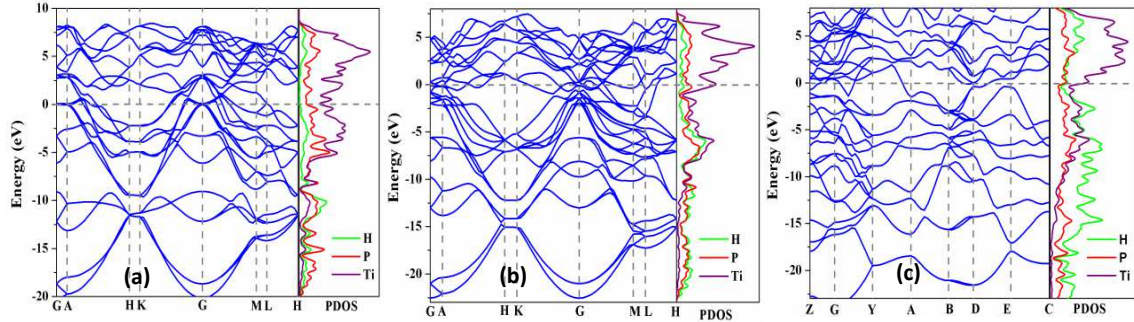 Energy (eV)
10
5
0
-5
-10
-15
-20
(a)
H
P
Ti
G A H K G M L H PDOS
Energy (eV)
5
0
-5
-10
-15
-20
(b)
H
P
Ti
G A H K G M L H PDOS
Energy (eV)
5
0
-5
-10
-15
-20
(c)
H
P
Ti
Z G Y A B D E C PDOS